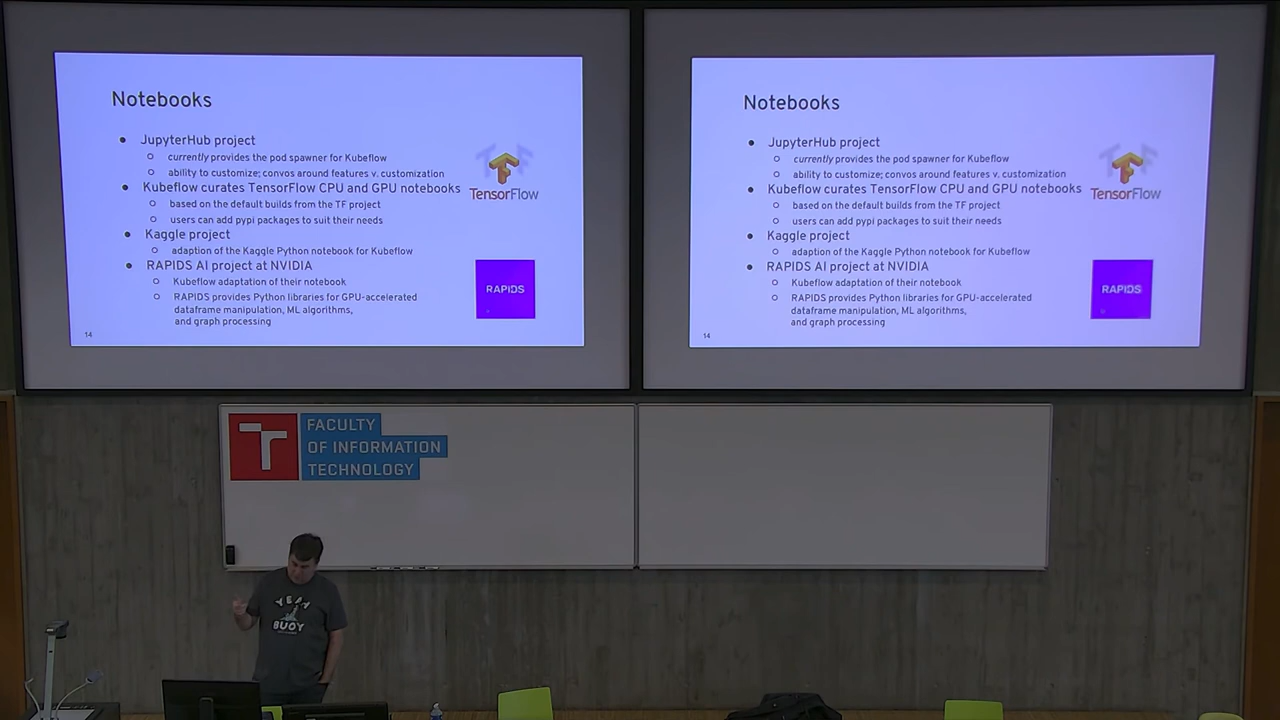 Notebooks
● JupyterHub project
○ currently provides the pod spawner for Kubeflow
○ ability to customize; convos around features v. customization
● Kubeflow curates TensorFlow CPU and GPU notebooks
○ based on the default builds from the TF project
○ users can add pypi packages to suit their needs
● Kaggle project
○ adaption of the Kaggle Python notebook for Kubeflow
● RAPIDS AI project at NVIDIA
○ Kubeflow adaptation of their notebook
○ RAPIDS provides Python libraries for GPU-accelerated
dataframe manipulation, ML algorithms,
and graph processing
TensorFlow
RAPIDS
14
Notebooks
● JupyterHub project
○ currently provides the pod spawner for Kubeflow
○ ability to customize; convos around features v. customization
● Kubeflow curates TensorFlow CPU and GPU notebooks
○ based on the default builds from the TF project
○ users can add pypi packages to suit their needs
● Kaggle project
○ adaption of the Kaggle Python notebook for Kubeflow
● RAPIDS AI project at NVIDIA
○ Kubeflow adaptation of their notebook
○ RAPIDS provides Python libraries for GPU-accelerated
dataframe manipulation, ML algorithms,
and graph processing
TensorFlow
RAPIDS
14
FACULTY
OF INFORMATION
TECHNOLOGY
YEAH
BUOY